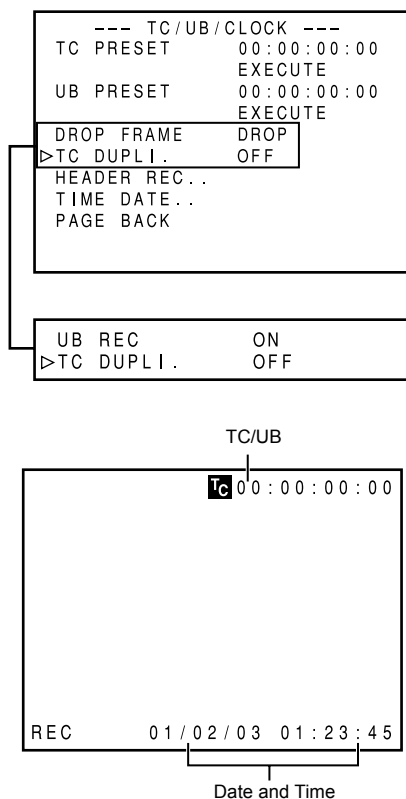 --- TC/UB/CLOCK ---
TC PRESET 00:00:00:00
EXECUTE
UB PRESET 00:00:00:00
EXECUTE
DROP FRAME DROP
▷TC DUPLI. OFF
HEADER REC..
TIME DATE..
PAGE BACK
UB REC ON
▷TC DUPLI. OFF
TC/UB
TC 00:00:00:00
REC 01/02/03 01:23:45
Date and Time